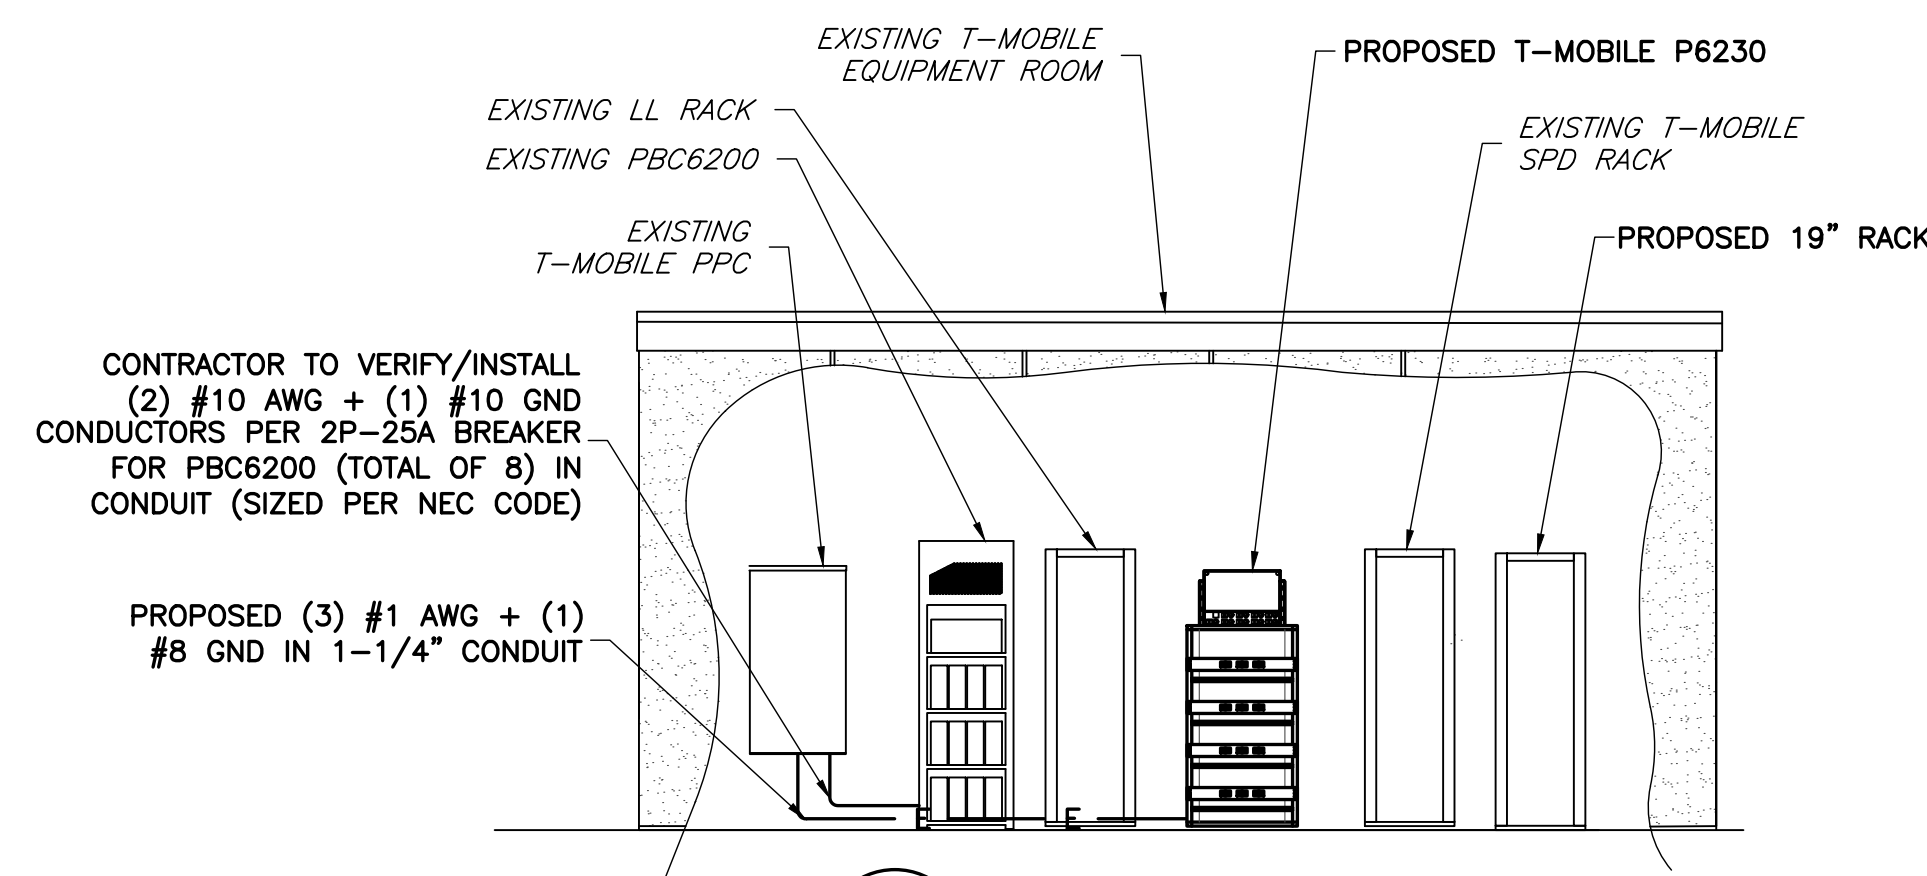 EXISTING T-MOBILE
EQUIPMENT ROOM
PROPOSED T-MOBILE P6230
EXISTING LL RACK
EXISTING T-MOBILE
SPD RACK
EXISTING PBC6200
EXISTING
T-MOBILE PPC
PROPOSED 19" RACK
CONTRACTOR TO VERIFY/INSTALL
(2) #10 AWG + (1) #10 GND
CONDUCTORS PER 2P-25A BREAKER
FOR PBC6200 (TOTAL OF 8) IN
CONDUIT (SIZED PER NEC CODE)
PROPOSED (3) #1 AWG + (1)
#8 GND IN 1-1/4" CONDUIT